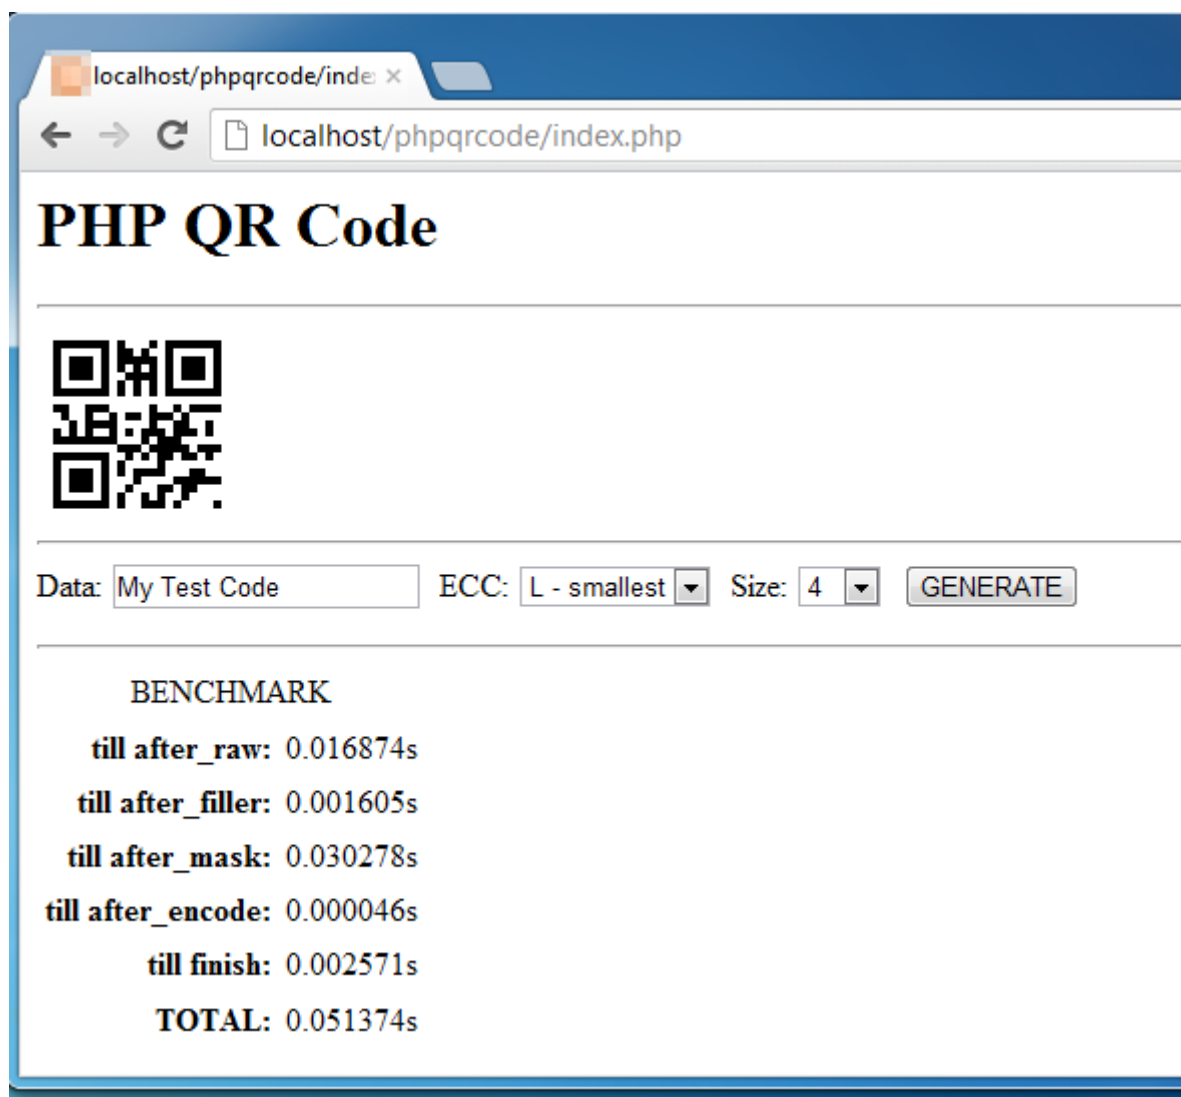 localhost/phpqrcode/inde
localhost/phpqrcode/index.php
PHP QR Code
Data: My Test Code ECC: L - smallest Size: 4 GENERATE
BENCHMARK
till after_raw: 0.016874s
till after_filler: 0.001605s
till after_mask: 0.030278s
till after_encode: 0.000046s
till finish: 0.002571s
TOTAL: 0.051374s